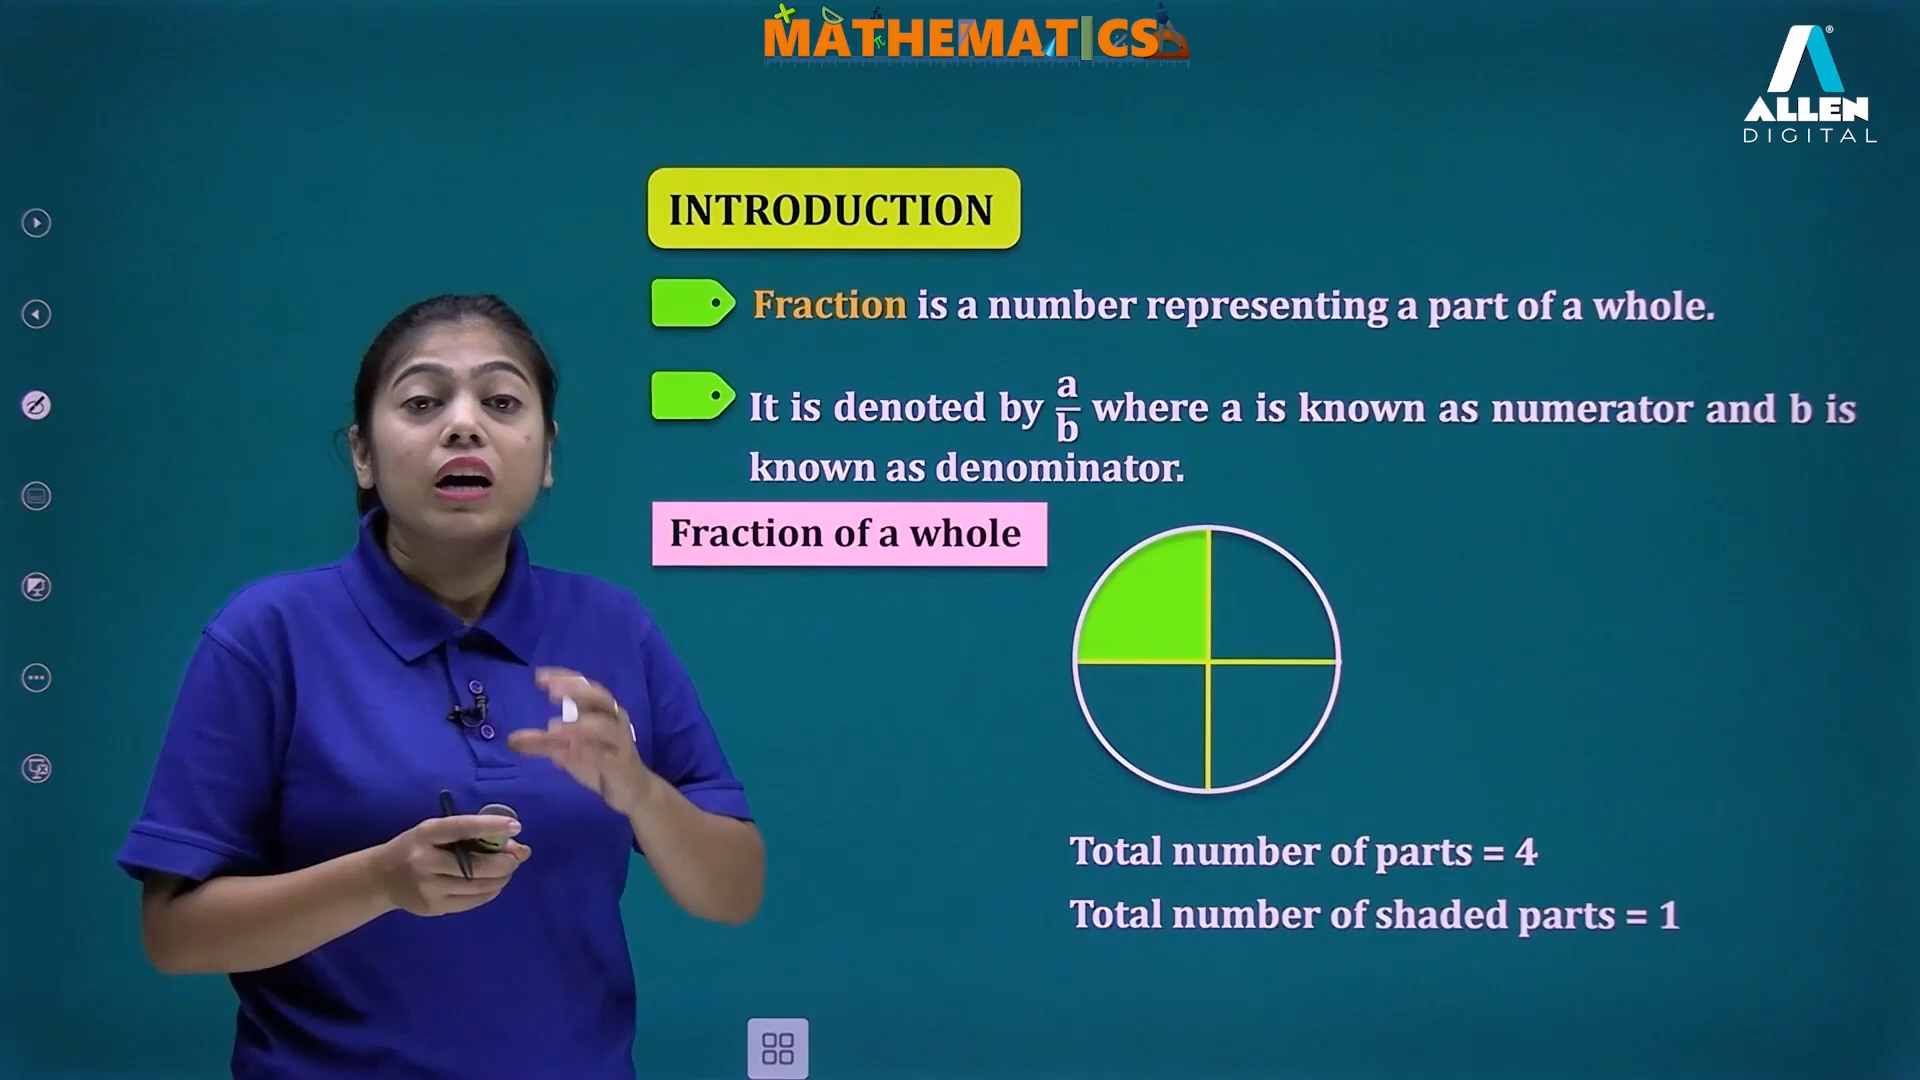 MATHEMATICS
ALLEN
DIGITAL
INTRODUCTION
Fraction is a number representing a part of a whole.
It is denoted by a/b where a is known as numerator and b is
known as denominator.
Fraction of a whole
Total number of parts = 4
Total number of shaded parts = 1